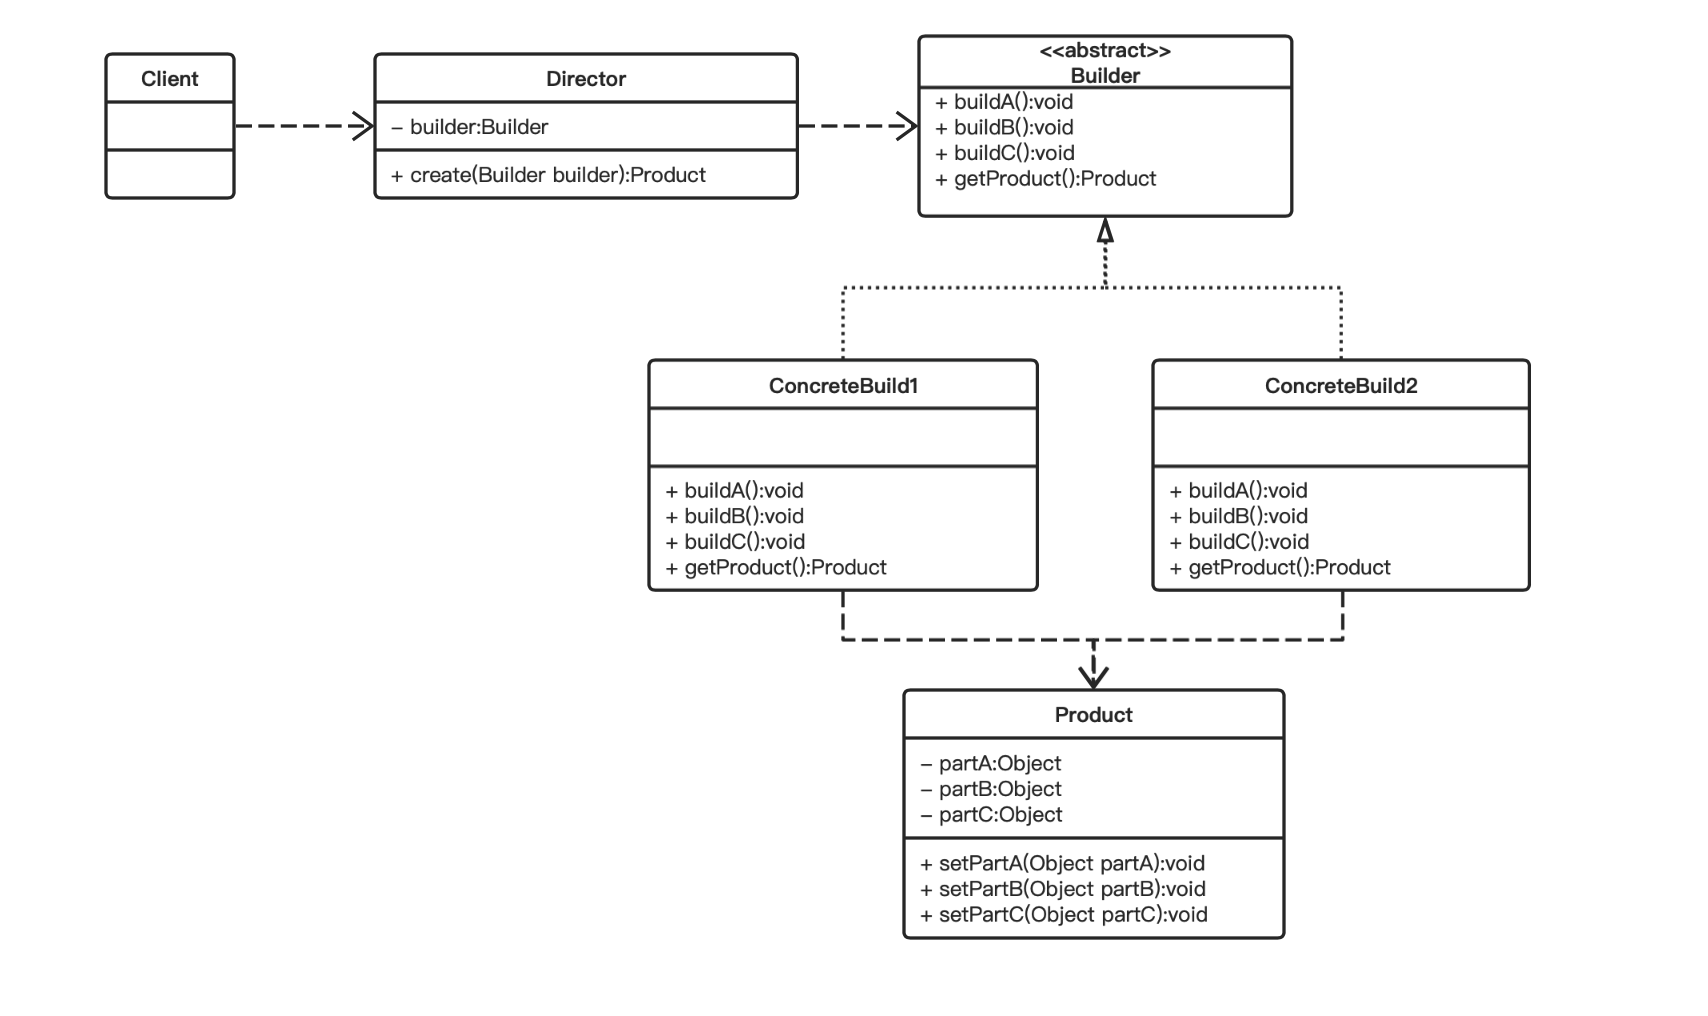 Client
Director
– builder:Builder
+ create(Builder builder):Product
<<abstract>>
Builder
+ buildA():void
+ buildB():void
+ buildC():void
+ getProduct():Product
ConcreteBuild1
+ buildA():void
+ buildB():void
+ buildC():void
+ getProduct():Product
ConcreteBuild2
+ buildA():void
+ buildB():void
+ buildC():void
+ getProduct():Product
Product
– partA:Object
– partB:Object
– partC:Object
+ setPartA(Object partA):void
+ setPartB(Object partB):void
+ setPartC(Object partC):void